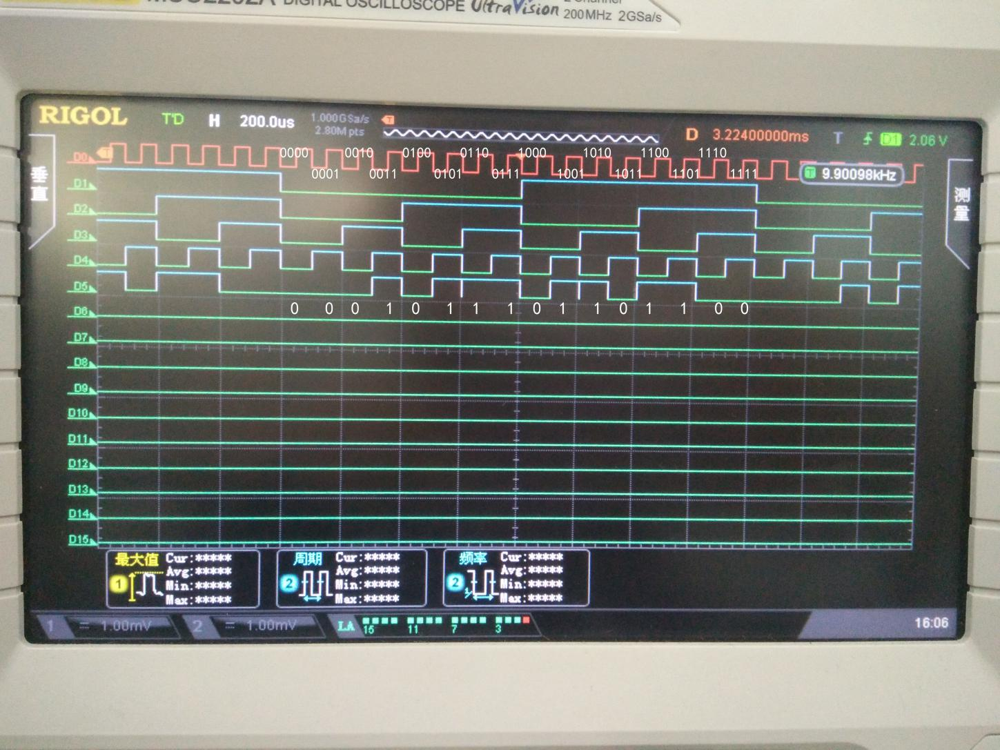 DIGITAL OSCILLOSCOPE UltraVision
200MHz 2GSa/s
RIGOL T'D H 200.0us 1.000GSa/s 2.80M pts D 3.22400000ms T D1 2.06 V
垂直
测量
D0 0000 0010 0100 0110 1000 1010 1100 1110
0001 0011 0101 0111 1001 1011 1101 1111 9.90098kHz
D1
D2
D3
D4
D5
D6 0 0 0 1 0 1 1 1 0 1 1 0 1 1 0 0
D7
D8
D9
D10
D11
D12
D13
D14
D15
最大值 Cur:*****
Avg:*****
1 Min:*****
Max:*****
周期 Cur:*****
Avg:*****
2 Min:*****
Max:*****
频率 Cur:*****
Avg:*****
2 Min:*****
Max:*****
1 = 1.00mV 2 = 1.00mV LA 15 11 7 3 16:06